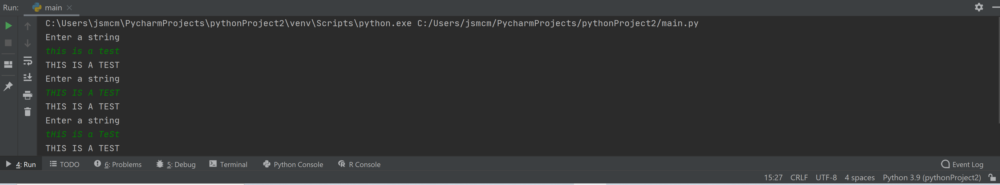 Run: main
C:\Users\jsmcm\PycharmProjects\pythonProject2\venv\Scripts\python.exe C:/Users/jsmcm/PycharmProjects/pythonProject2/main.py
Enter a string
this is a test
THIS IS A TEST
Enter a string
THIS IS A TEST
THIS IS A TEST
Enter a string
tHiS iS a TeSt
THIS IS A TEST
4: Run TODO 6: Problems 5: Debug Terminal Python Console R Console Event Log
15:27 CRLF UTF-8 4 spaces Python 3.9 (pythonProject2)